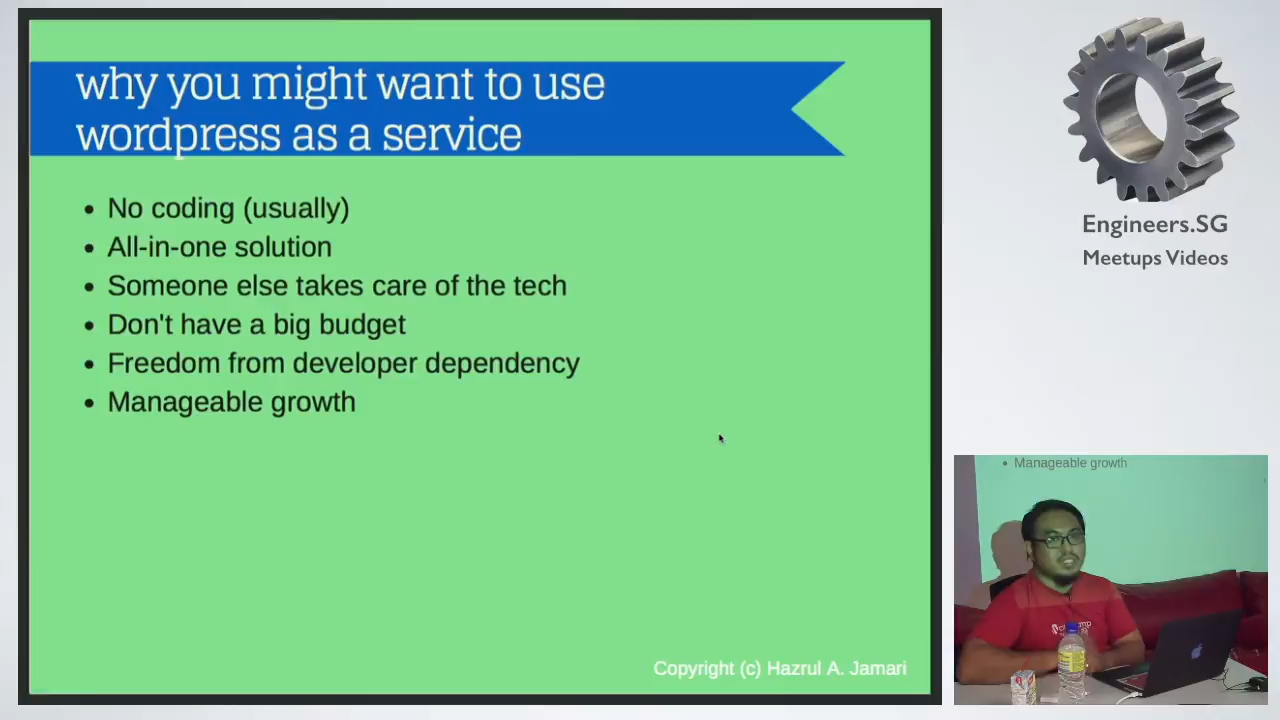 why you might want to use
wordpress as a service
No coding (usually)
All-in-one solution
Someone else takes care of the tech
Don't have a big budget
Freedom from developer dependency
Manageable growth
Copyright (c) Hazrul A. Jamari
Engineers.SG
Meetups Videos
Manageable growth